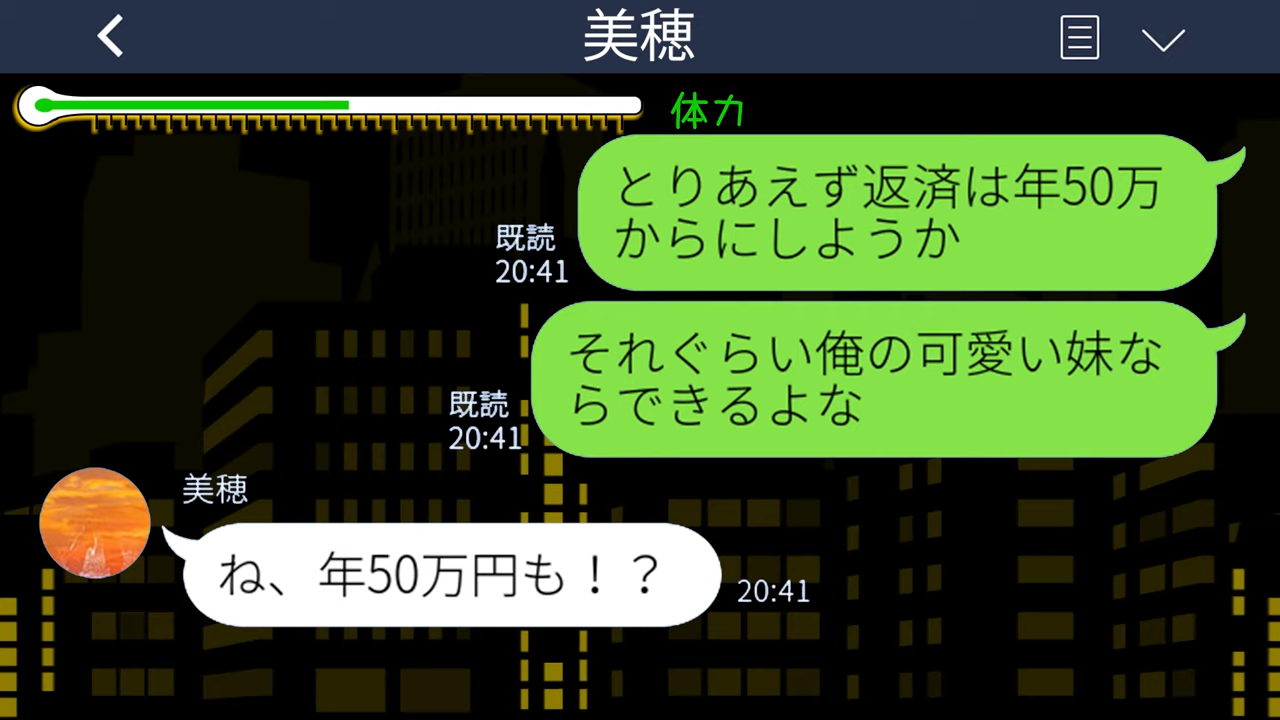 美穂
体力
とりあえず返済は年50万
からにしようか
既読
20:41
それぐらい俺の可愛い妹な
らできるよな
既読
20:41
美穂
ね、年50万円も！？
20:41